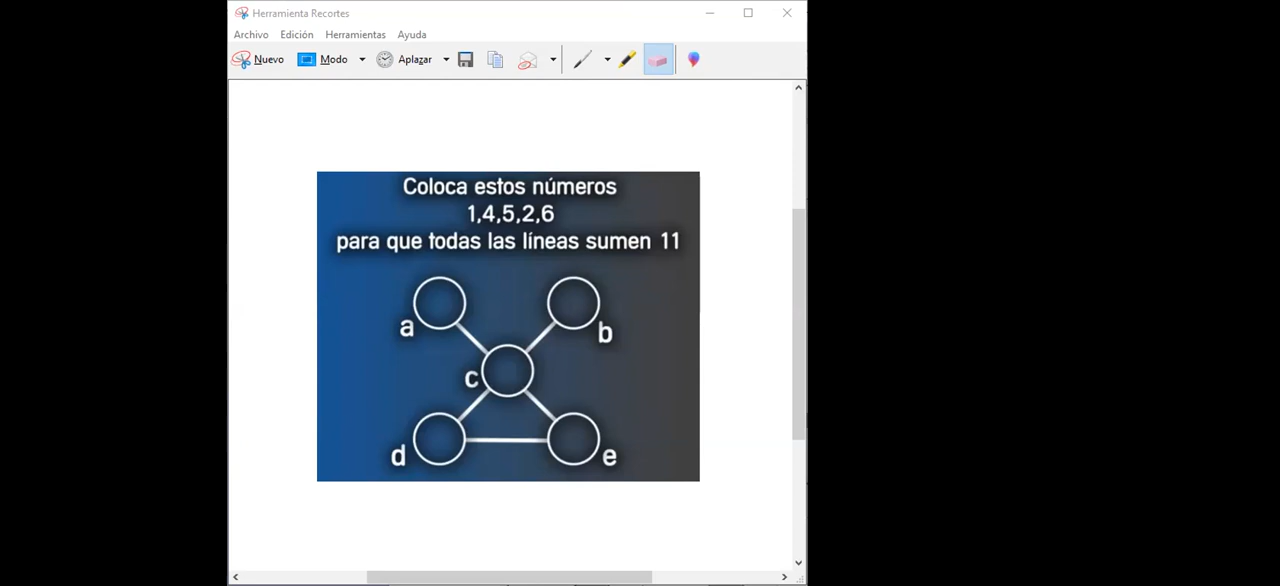 Herramienta Recortes
Archivo Edición Herramientas Ayuda
Nuevo Modo Aplazar
Coloca estos números
1,4,5,2,6
para que todas las líneas sumen 11
a
b
c
d
e